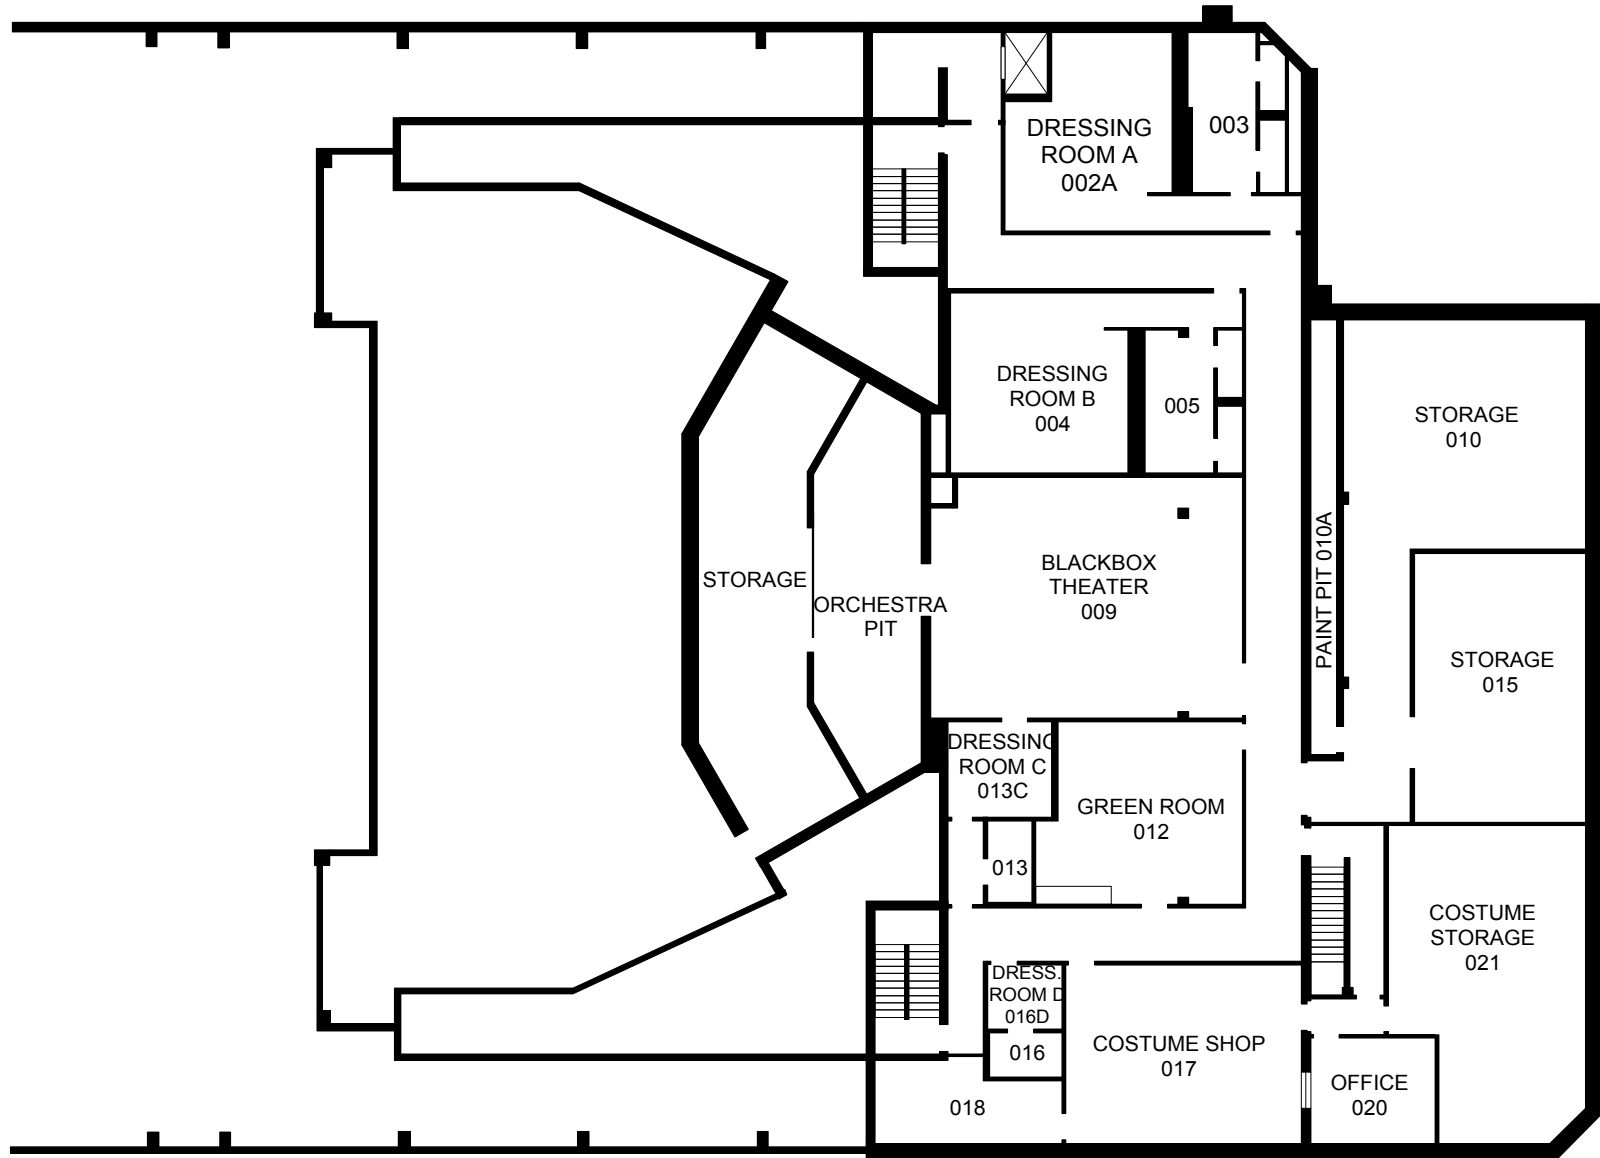 DRESSING
ROOM A
002A
003
DRESSING
ROOM B
004
005
STORAGE
010
PAINT PIT 010A
BLACKBOX
THEATER
009
STORAGE
ORCHESTRA
PIT
STORAGE
015
DRESSING
ROOM C
013C
GREEN ROOM
012
013
COSTUME
STORAGE
021
DRESS.
ROOM D
016D
016
COSTUME SHOP
017
OFFICE
020
018